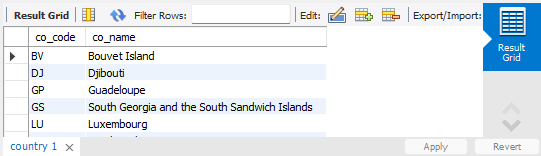 Result Grid Filter Rows: Edit: Export/Import:
Result Grid
co_code co_name
BV Bouvet Island
DJ Djibouti
GP Guadeloupe
GS South Georgia and the South Sandwich Islands
LU Luxembourg
country 1 Apply Revert